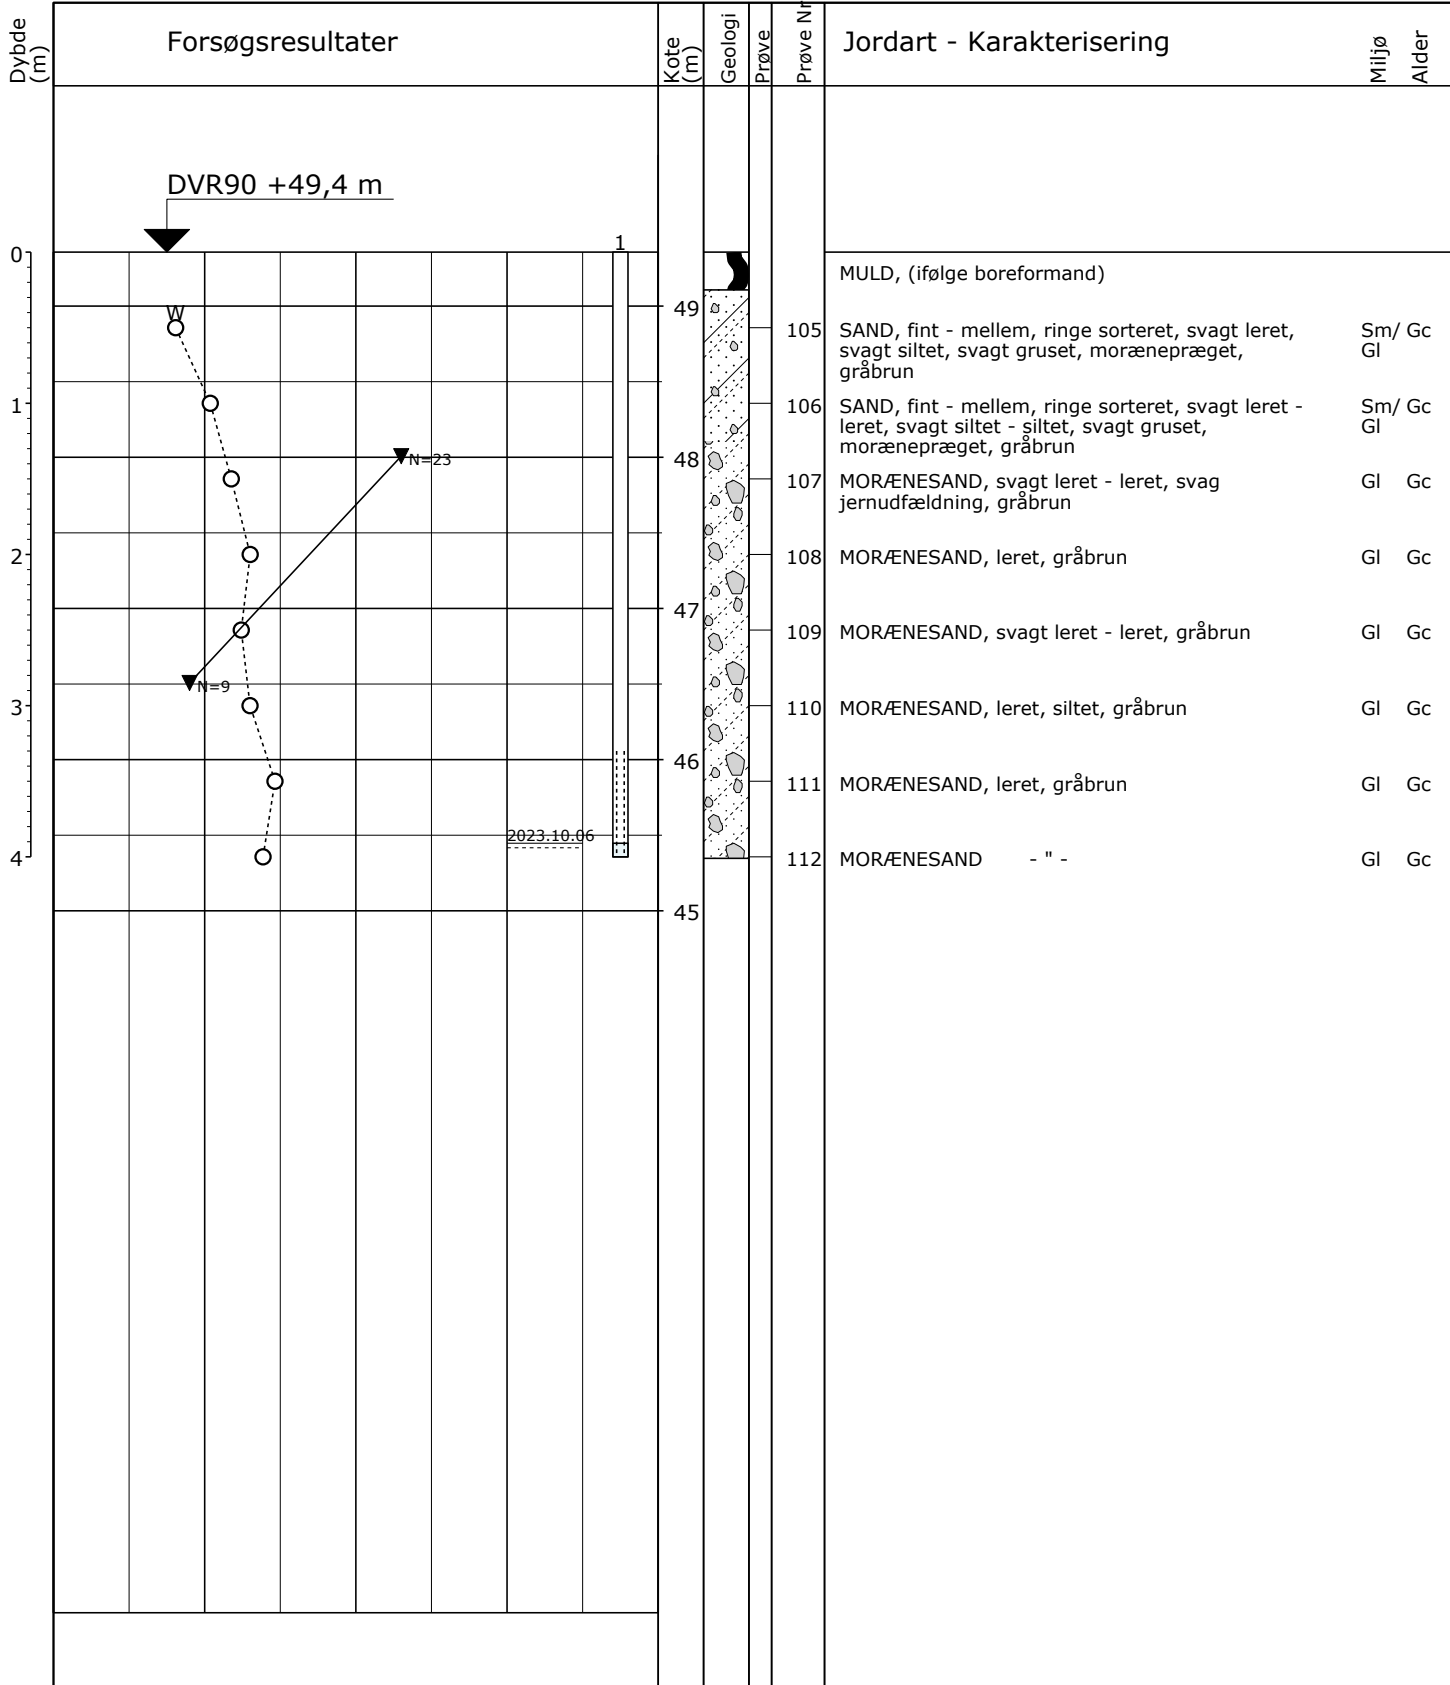 Dybde
(m)
Forsøgsresultater
Kote
(m)
Geologi
Prøve
Prøve Nr
Jordart - Karakterisering
Miljø
Alder
DVR90 +49,4 m
1
0
MULD, (ifølge boreformand)
49
W
105 SAND, fint - mellem, ringe sorteret, svagt leret, Sm/ Gc
svagt siltet, svagt gruset, morænepræget, Gl
gråbrun
1
106 SAND, fint - mellem, ringe sorteret, svagt leret - Sm/ Gc
leret, svagt siltet - siltet, svagt gruset, Gl
morænepræget, gråbrun
N=23
48
107 MORÆNESAND, svagt leret - leret, svag Gl Gc
jernudfældning, gråbrun
2
108 MORÆNESAND, leret, gråbrun Gl Gc
47
109 MORÆNESAND, svagt leret - leret, gråbrun Gl Gc
N=9
3
110 MORÆNESAND, leret, siltet, gråbrun Gl Gc
46
111 MORÆNESAND, leret, gråbrun Gl Gc
2023.10.06
4
112 MORÆNESAND - " - Gl Gc
45